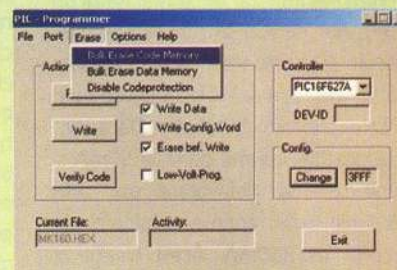 PIC - Programmer
File Port Erase Options Help
Bulk Erase Code Memory
Bulk Erase Data Memory
Disable Codeprotection
Action
Controller
PIC16F627A
Write Data
DEV-ID
Write
Write Config.Word
Erase bef. Write
Config.
Verify Code
Low-Volt-Prog.
Change 3FFF
Current File:
Activity:
MK160.HEX
Exit